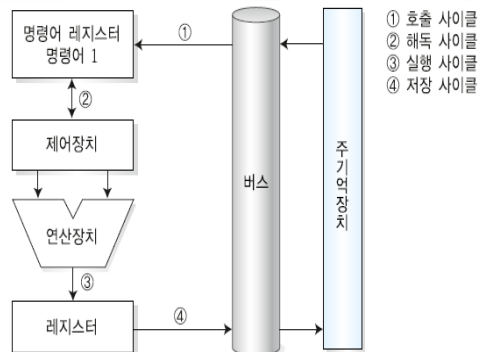 명령어 레지스터
명령어 1
①
② 
제어장치
연산장치
③
레지스터
④
버스
주기억장치
① 호출 사이클
② 해독 사이클
③ 실행 사이클
④ 저장 사이클